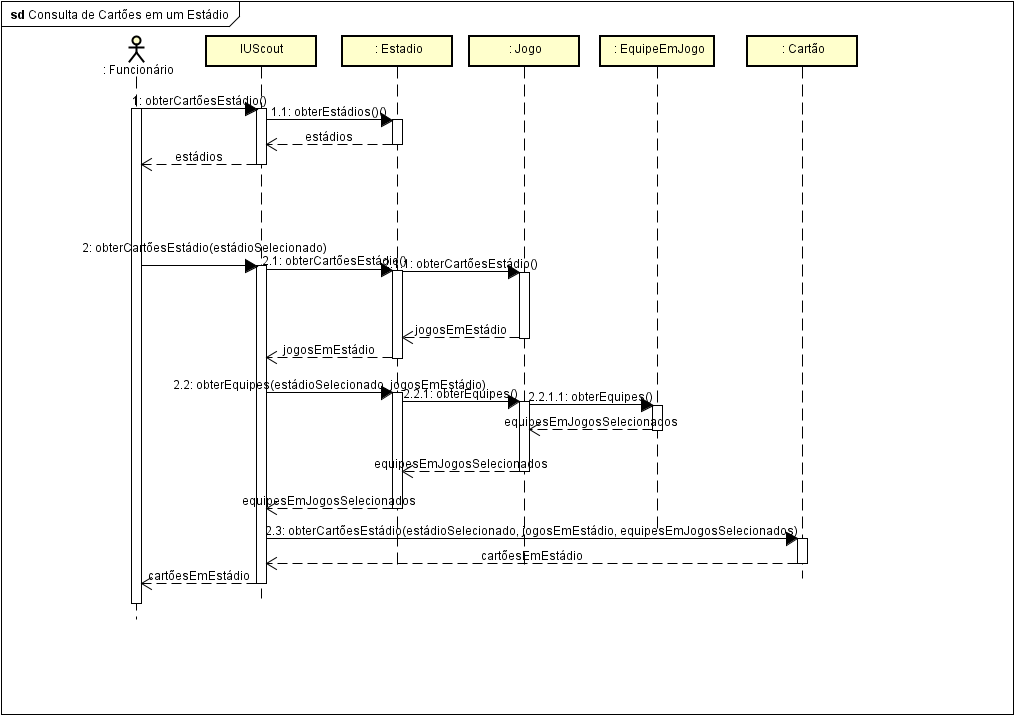 sd Consulta de Cartões em um Estádio
: Funcionário
IUScout
: Estadio
: Jogo
: EquipeEmJogo
: Cartão
1: obterCartõesEstádio()
1.1: obterEstádios()()
estádios
estádios
2: obterCartõesEstádio(estádioSelecionado)
2.1: obterCartõesEstádio()
2.1.1: obterCartõesEstádio()
jogosEmEstádio
jogosEmEstádio
2.2: obterEquipes(estádioSelecionado, jogosEmEstádio)
2.2.1: obterEquipes()
2.2.1.1: obterEquipes()
equipesEmJogosSelecionados
equipesEmJogosSelecionados
equipesEmJogosSelecionados
2.3: obterCartõesEstádio(estádioSelecionado, jogosEmEstádio, equipesEmJogosSelecionados)
cartõesEmEstádio
cartõesEmEstádio